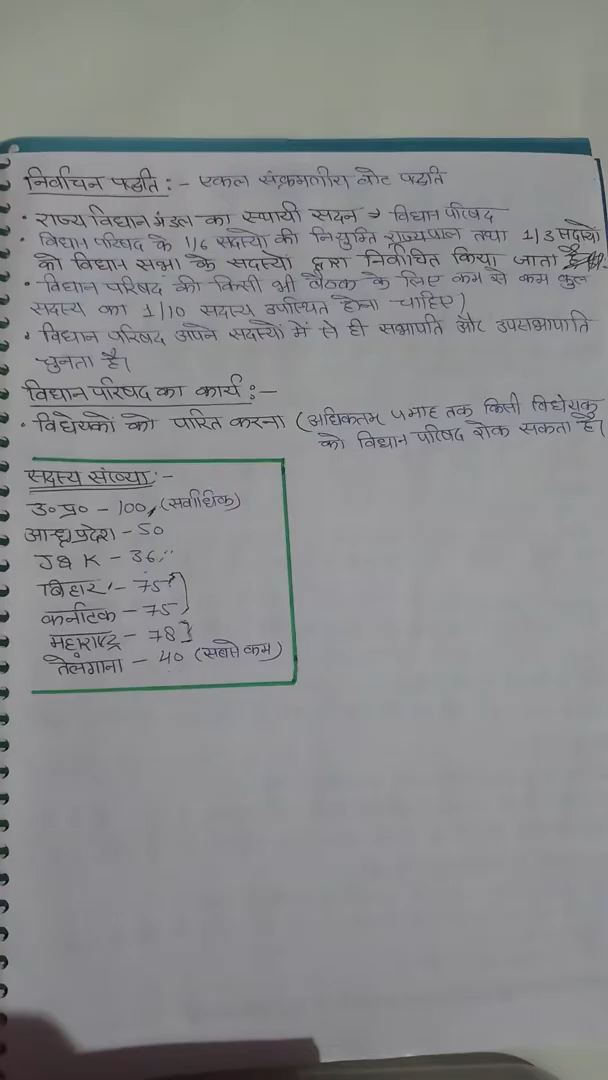 निर्वाचन पद्धति :- एकल संक्रमणीय वोट पद्धति
• राज्य विधान मंडल का स्थायी सदन → विधान परिषद
• विधान परिषद के 1/6 सदस्यों की नियुक्ति राज्यपाल तथा 1/3 सदस्यों
को विधान सभा के सदस्यों द्वारा निर्वाचित किया जाता है
• विधान परिषद की किसी भी बैठक के लिए कम से कम कुल
सदस्य का 1/10 सदस्य उपस्थित होना चाहिए।
• विधान परिषद अपने सदस्यों में से ही सभापति और उपसभापति
चुनता है।
विधान परिषद का कार्य :-
• विधेयकों को पारित करना (अधिकतम 4 माह तक किसी विधेयक
को विधान परिषद रोक सकता है।
सदस्य संख्या :-
उ०प्र० - 100, (सर्वाधिक)
आन्ध्रप्रदेश - 50
J & K - 36
बिहार - 75
कर्नाटक - 75
महाराष्ट्र - 78
तेलंगाना - 40 (सबसे कम)